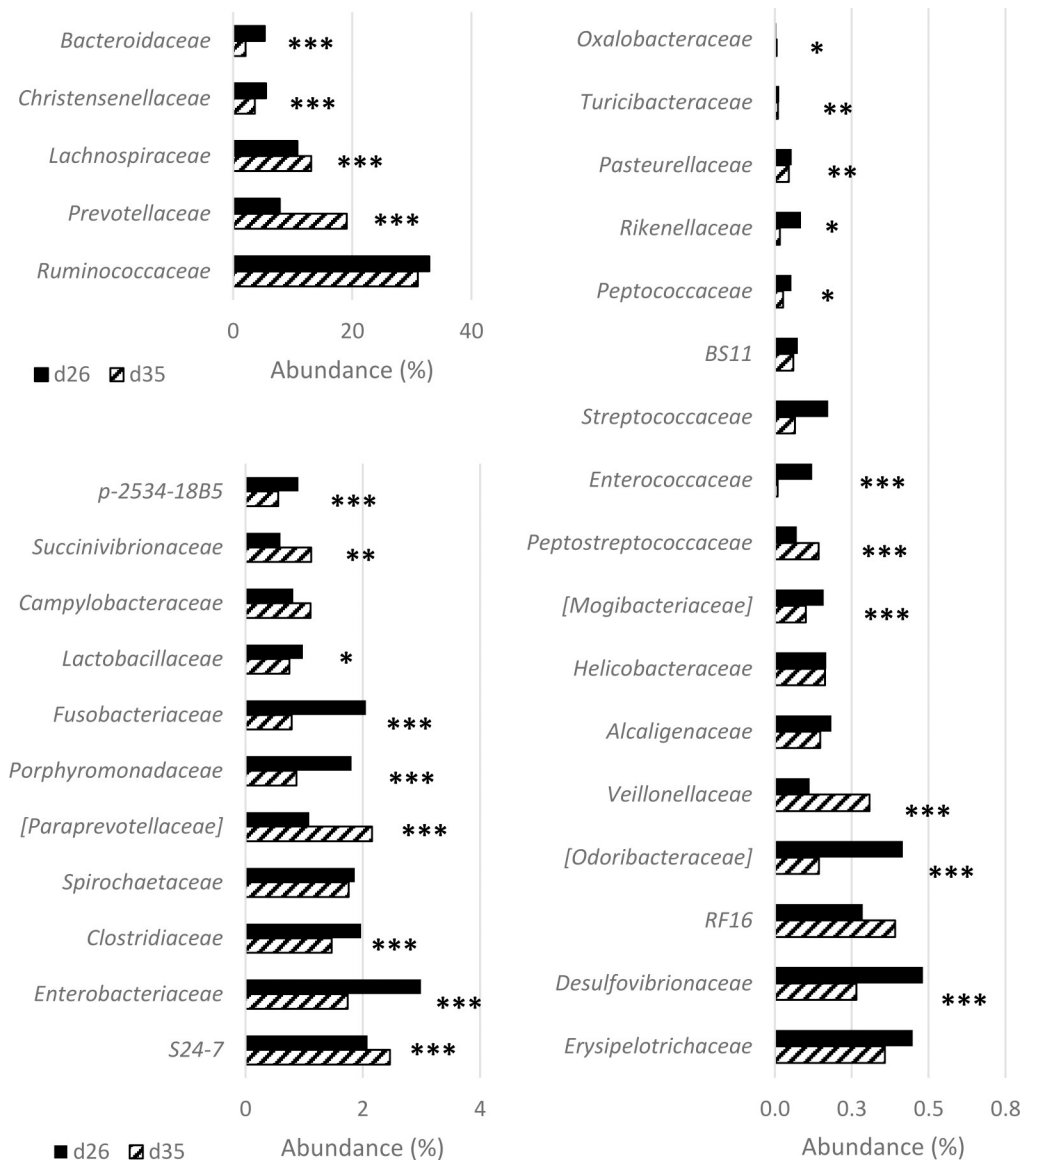 Bacteroidaceae ***
Christensenellaceae ***
Lachnospiraceae ***
Prevotellaceae ***
Ruminococcaceae
0 20 40
d26 d35 Abundance (%)
p-2534-18B5 ***
Succinivibrionaceae **
Campylobacteraceae
Lactobacillaceae *
Fusobacteriaceae ***
Porphyromonadaceae ***
[Paraprevotellaceae] ***
Spirochaetaceae
Clostridiaceae ***
Enterobacteriaceae ***
S24-7 ***
0 2 4
d26 d35 Abundance (%)
Oxalobacteraceae *
Turicibacteraceae **
Pasteurellaceae **
Rikenellaceae *
Peptococcaceae *
BS11
Streptococcaceae
Enterococcaceae ***
Peptostreptococcaceae ***
[Mogibacteriaceae] ***
Helicobacteraceae
Alcaligenaceae
Veillonellaceae ***
[Odoribacteraceae] ***
RF16
Desulfovibrionaceae ***
Erysipelotrichaceae
0.0 0.3 0.5 0.8
Abundance (%)